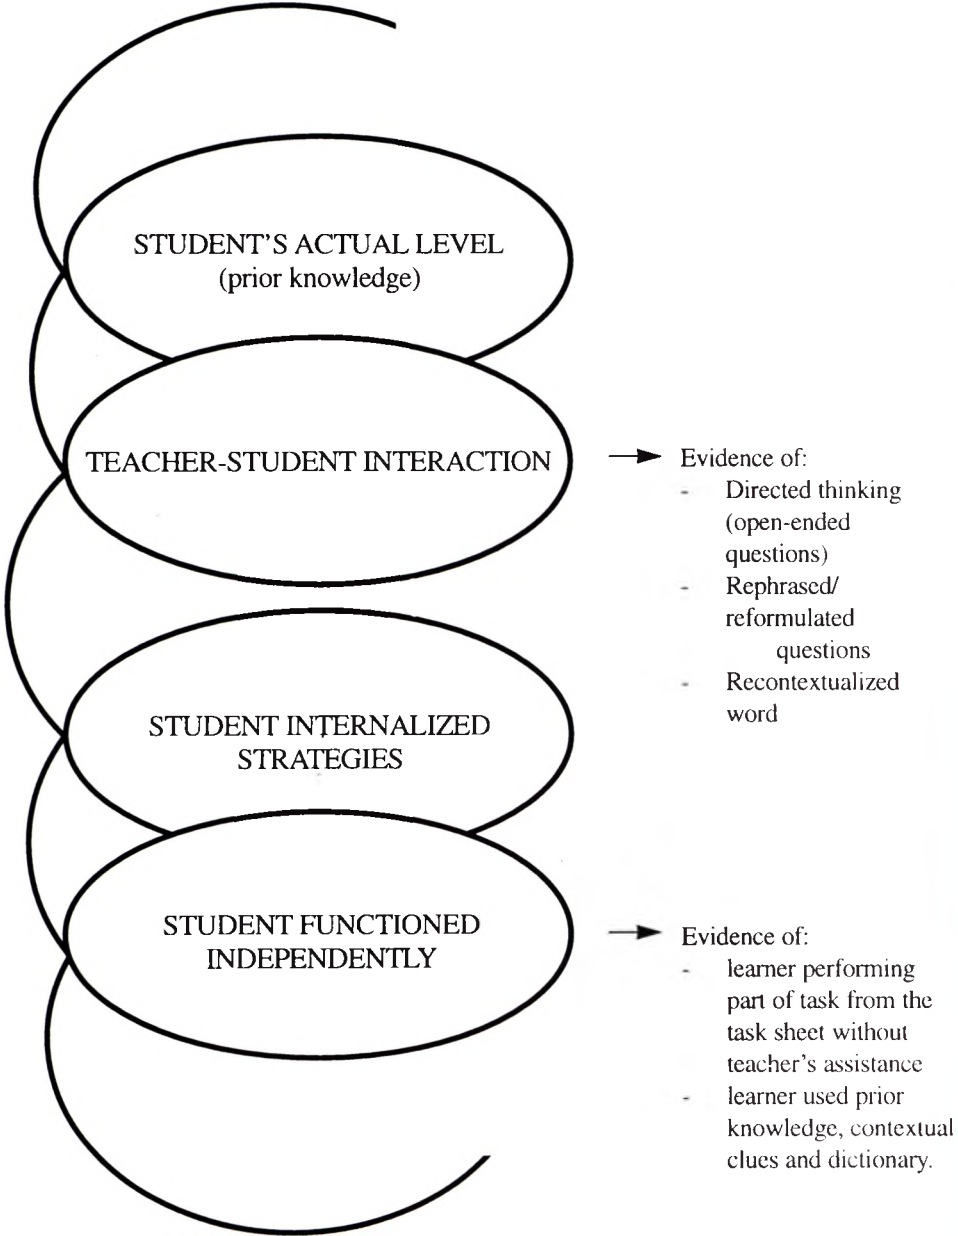 STUDENT'S ACTUAL LEVEL
(prior knowledge)
TEACHER-STUDENT INTERACTION
Evidence of:
- Directed thinking
(open-ended
questions)
- Rephrased/
reformulated
questions
- Recontextualized
word
STUDENT INTERNALIZED
STRATEGIES
STUDENT FUNCTIONED
INDEPENDENTLY
Evidence of:
- learner performing
part of task from the
task sheet without
teacher's assistance
- learner used prior
knowledge, contextual
clues and dictionary.